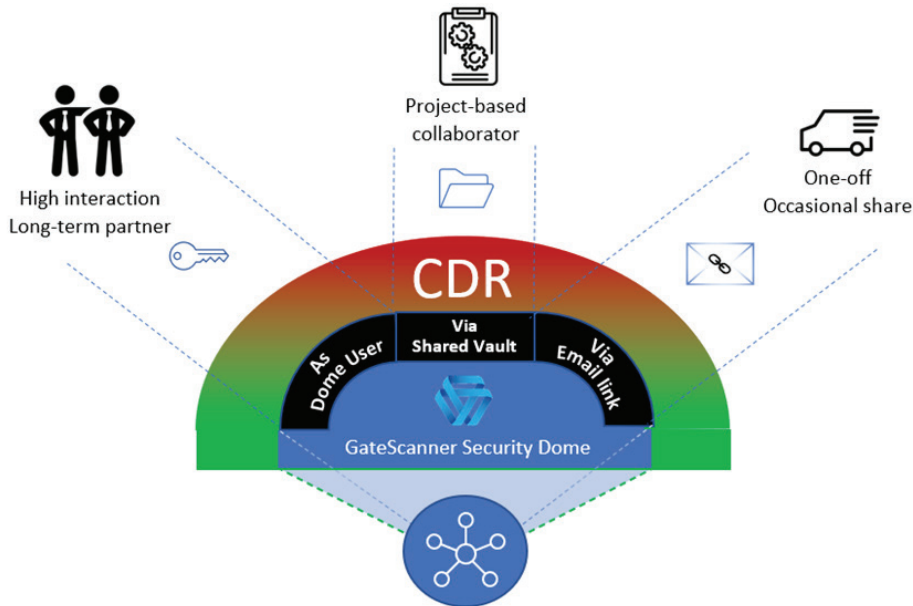 Project-based
collaborator
High interaction
Long-term partner
One-off
Occasional share
CDR
As
Dome User
Via
Shared Vault
Via
Email link
GateScanner Security Dome